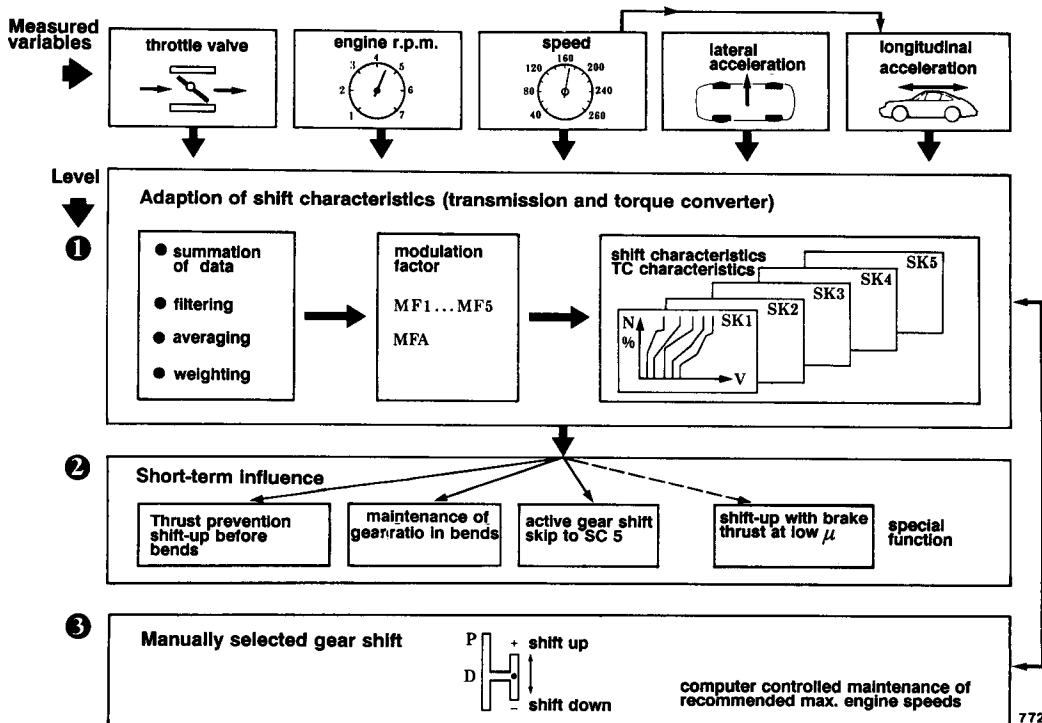 Measured
variables
throttle valve
engine r.p.m.
1
2
3
4
5
6
7
speed
40
80
120
160
200
240
260
lateral
acceleration
longitudinal
acceleration
Level
1
Adaption of shift characteristics (transmission and torque converter)
summation
of data
filtering
averaging
weighting
modulation
factor
MF1...MF5
MFA
shift characteristics
TC characteristics
SK5
SK4
SK3
SK2
SK1
N
%
V
2
Short-term influence
Thrust prevention
shift-up before
bends
maintenance of
gear ratio in bends
active gear shift
skip to SC 5
shift-up with brake
thrust at low μ
special
function
3
Manually selected gear shift
P
D
+ shift up
– shift down
computer controlled maintenance of
recommended max. engine speeds
772